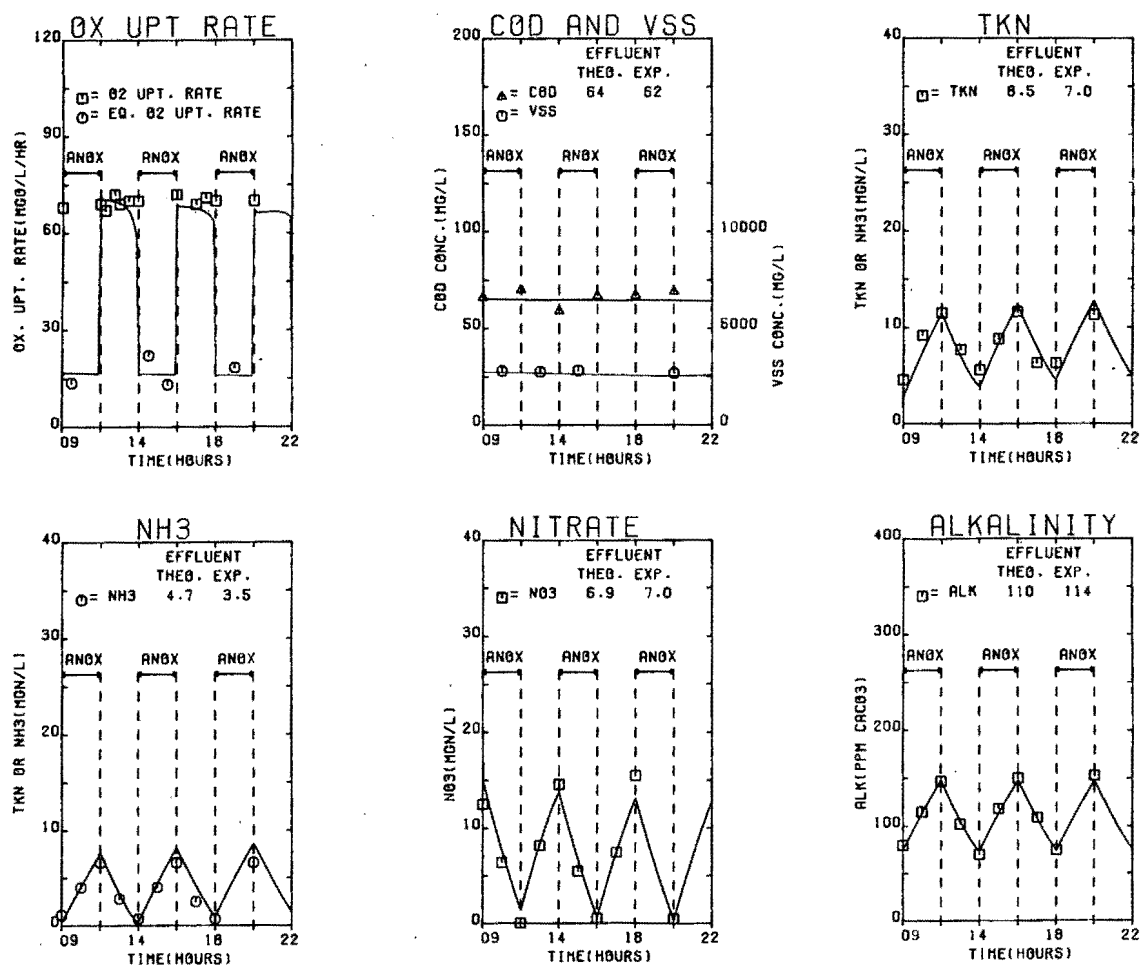 OX UPT RATE
120
90
60
30
0
OX. UPT. RATE(MGO/L/HR)
= O2 UPT. RATE
= EQ. O2 UPT. RATE
ANOX ANOX ANOX
09 14 18 22
TIME(HOURS)
COD AND VSS
200
150
100
50
0
COD CONC.(MG/L)
EFFLUENT
THEO. EXP.
= COD 64 62
= VSS
ANOX ANOX ANOX
10000
5000
0
VSS CONC.(MG/L)
09 14 18 22
TIME(HOURS)
TKN
40
30
20
10
0
TKN OR NH3(MGN/L)
EFFLUENT
THEO. EXP.
= TKN 8.5 7.0
ANOX ANOX ANOX
09 14 18 22
TIME(HOURS)
NH3
40
30
20
10
0
TKN OR NH3(MGN/L)
EFFLUENT
THEO. EXP.
= NH3 4.7 3.5
ANOX ANOX ANOX
09 14 18 22
TIME(HOURS)
NITRATE
40
30
20
10
0
NO3(MGN/L)
EFFLUENT
THEO. EXP.
= NO3 6.9 7.0
ANOX ANOX ANOX
09 14 18 22
TIME(HOURS)
ALKALINITY
400
300
200
100
0
ALK(PPM CACO3)
EFFLUENT
THEO. EXP.
= ALK 110 114
ANOX ANOX ANOX
09 14 18 22
TIME(HOURS)